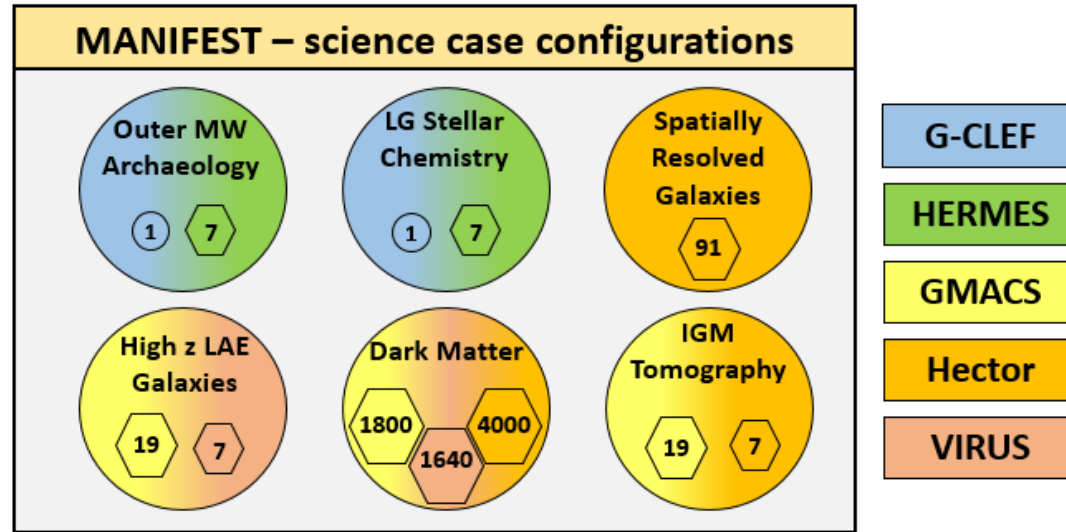 MANIFEST – science case configurations
Outer MW
Archaeology
1
7
LG Stellar
Chemistry
1
7
Spatially
Resolved
Galaxies
91
High z LAE
Galaxies
19
7
Dark Matter
1800
1640
4000
IGM
Tomography
19
7
G-CLEF
HERMES
GMACS
Hector
VIRUS